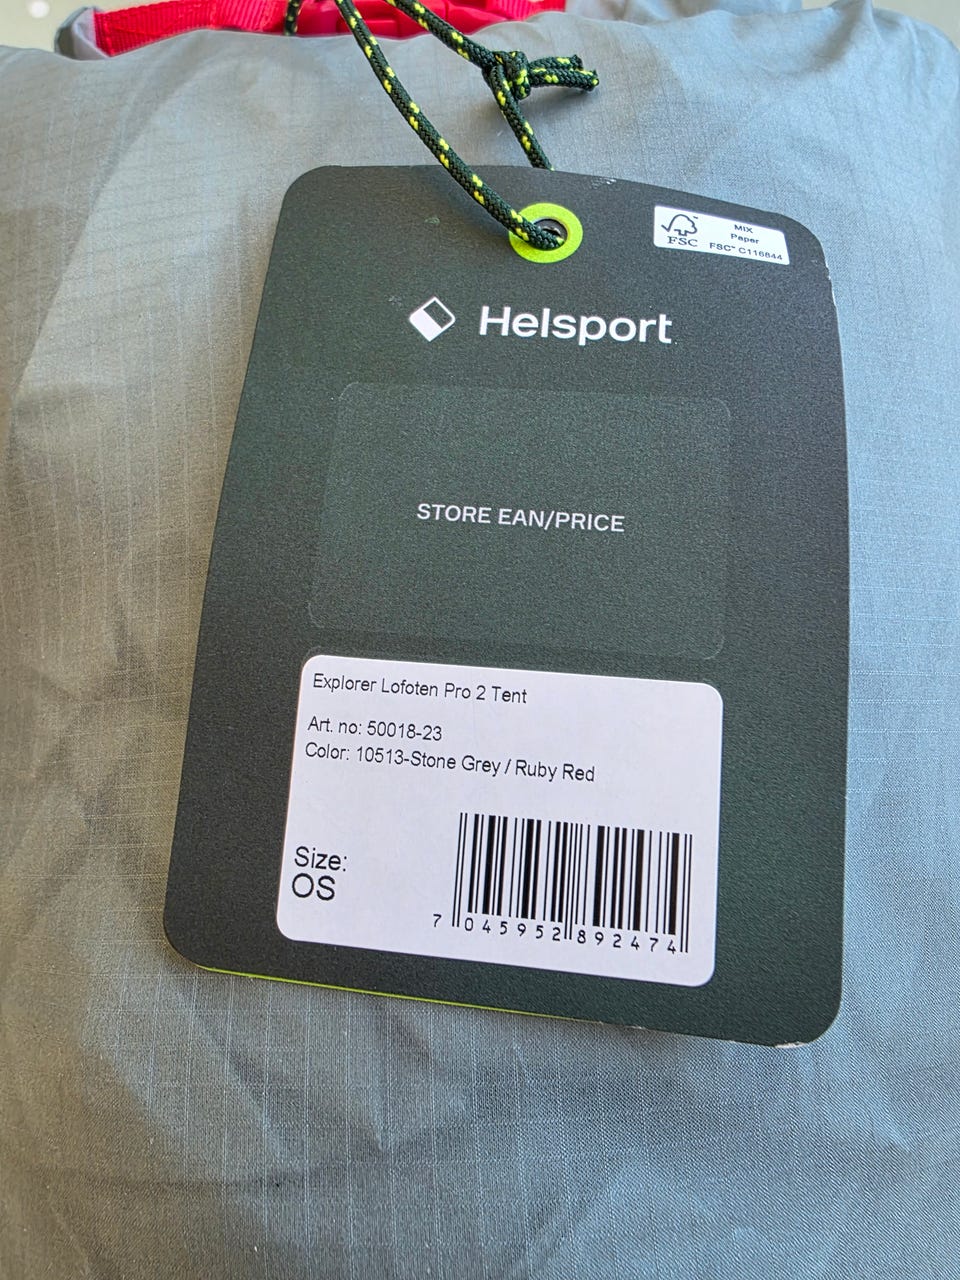 MIX
Paper
FSC™ C116844
FSC
Helsport
STORE EAN/PRICE
Explorer Lofoten Pro 2 Tent
Art. no: 50018-23
Color: 10513-Stone Grey / Ruby Red
Size:
OS
7 045952 892474